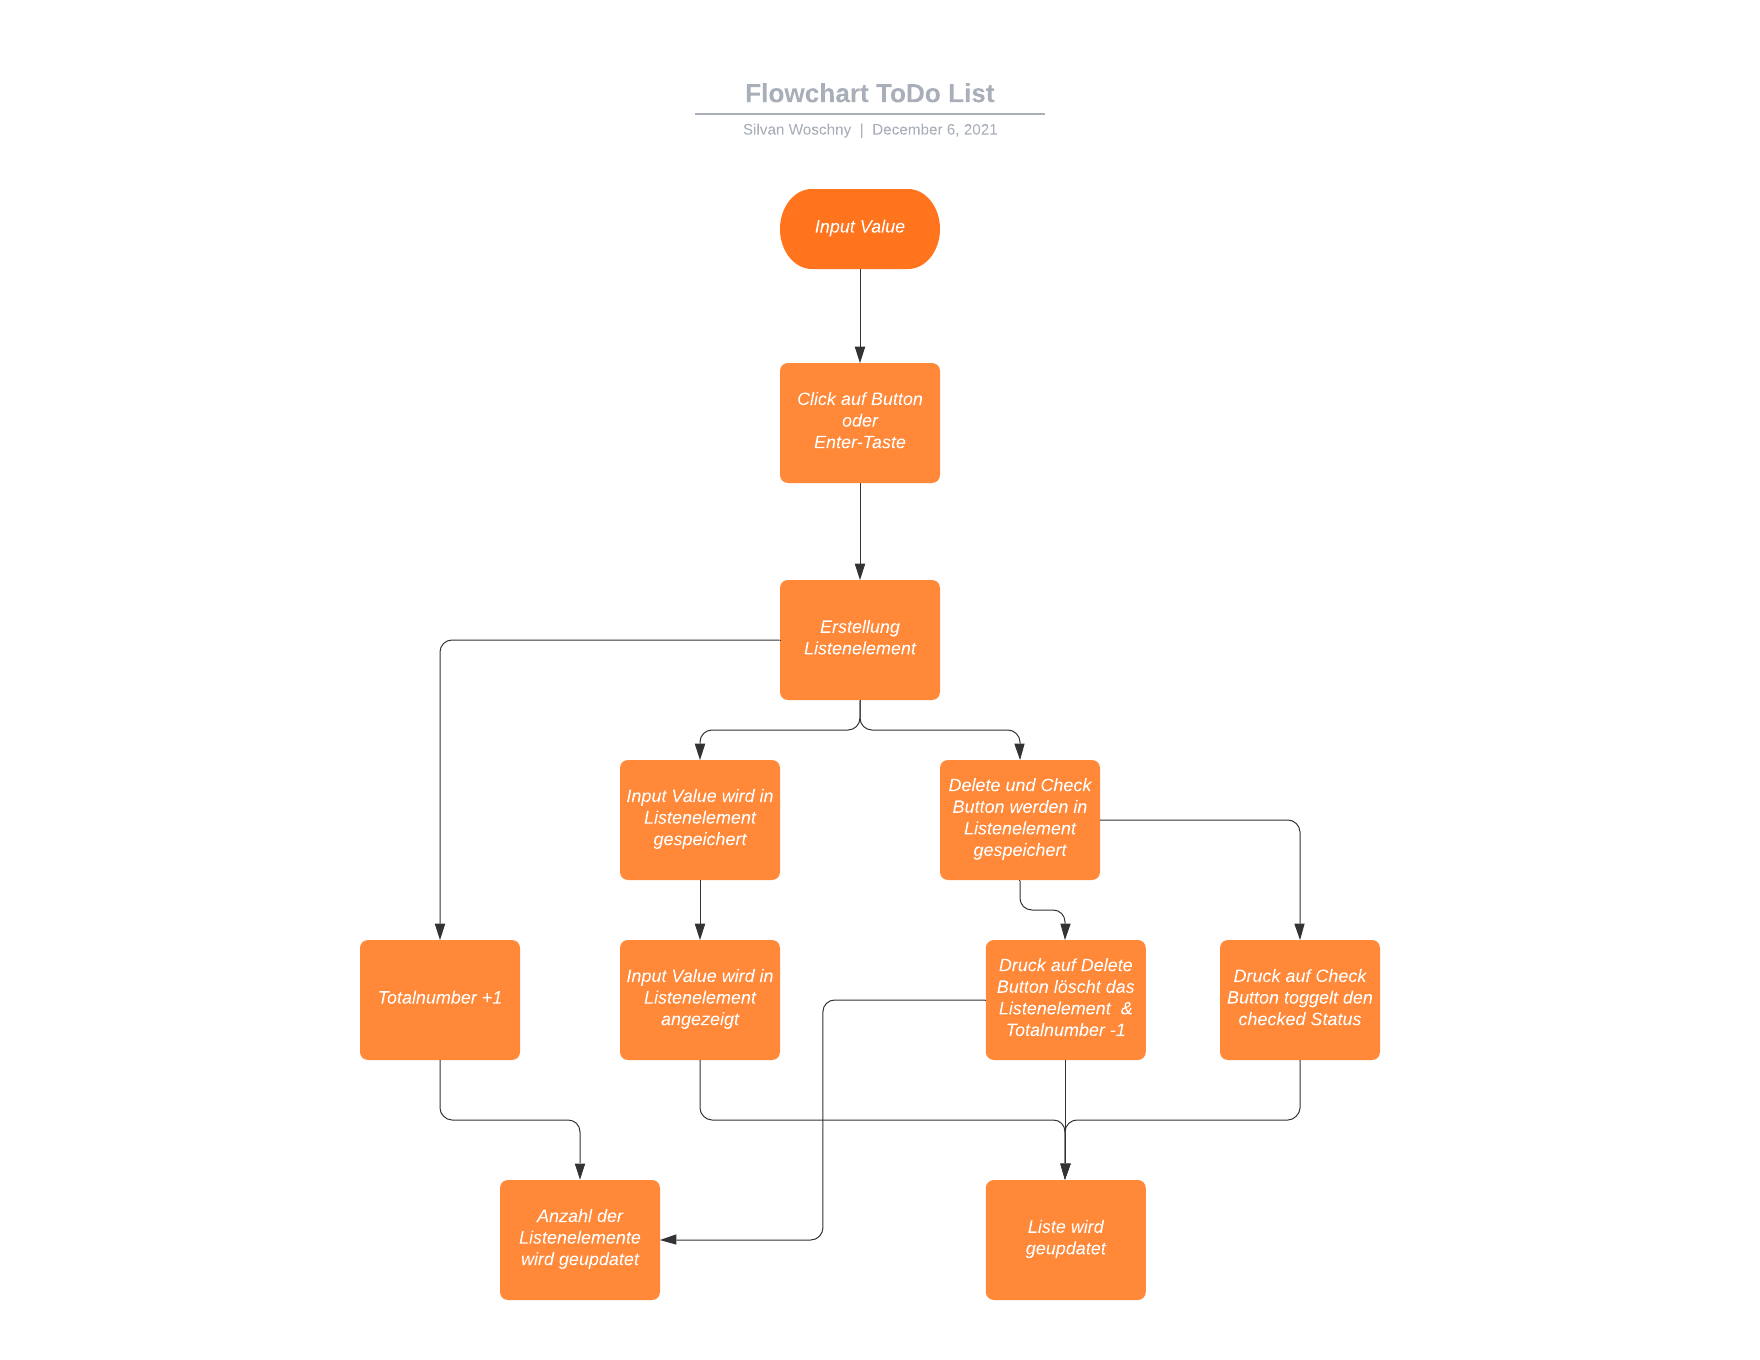 Flowchart ToDo List
Silvan Woschny | December 6, 2021
Input Value
Click auf Button
oder
Enter-Taste
Erstellung
Listenelement
Input Value wird in
Listenelement
gespeichert
Delete und Check
Button werden in
Listenelement
gespeichert
Totalnumber +1
Input Value wird in
Listenelement
angezeigt
Druck auf Delete
Button löscht das
Listenelement &
Totalnumber -1
Druck auf Check
Button toggelt den
checked Status
Anzahl der
Listenelemente
wird geupdatet
Liste wird
geupdatet